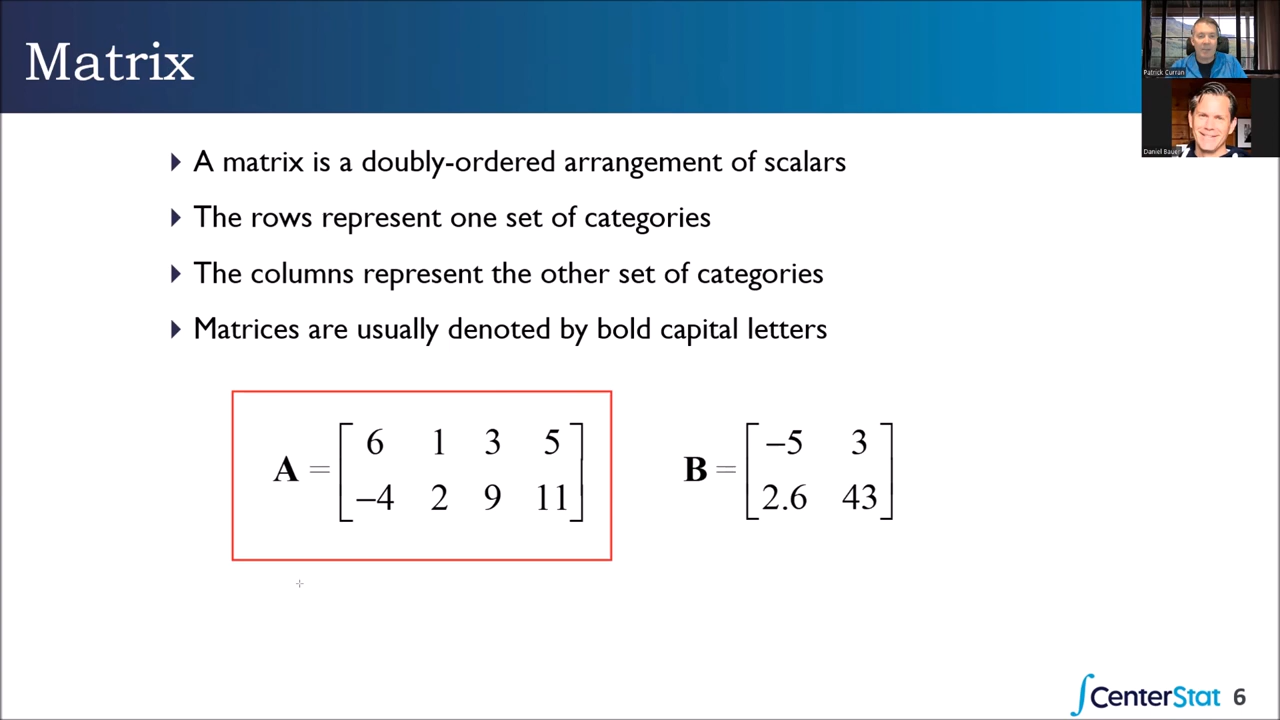 Matrix
Patrick Curran
Daniel Bauer
A matrix is a doubly-ordered arrangement of scalars
The rows represent one set of categories
The columns represent the other set of categories
Matrices are usually denoted by bold capital letters
A = [6 1 3 5
−4 2 9 11]
B = [−5 3
2.6 43]
∫CenterStat 6